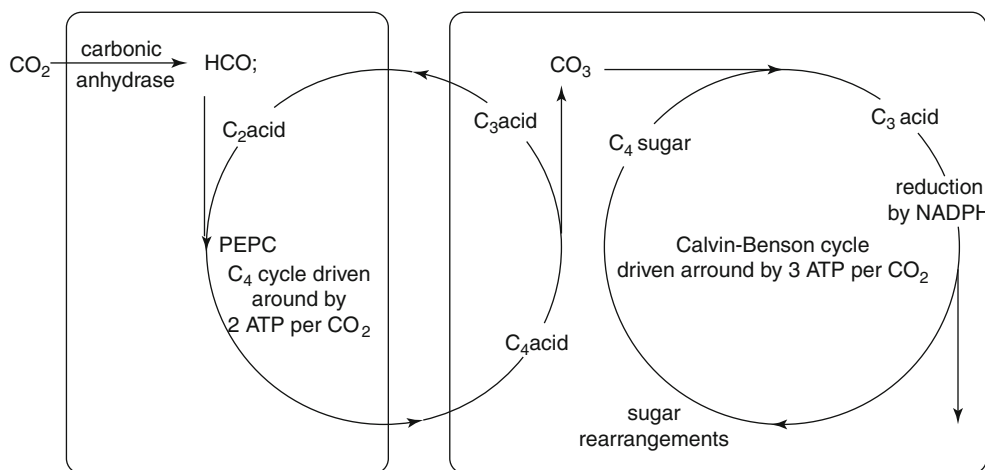 CO₂
carbonic
anhydrase
HCO;
C₂acid
PEPC
C₄ cycle driven
arround by
2 ATP per CO₂
C₃acid
C₄acid
CO₃
C₄ sugar
C₃ acid
reduction
by NADPH
Calvin-Benson cycle
driven arround by 3 ATP per CO₂
sugar
rearrangements